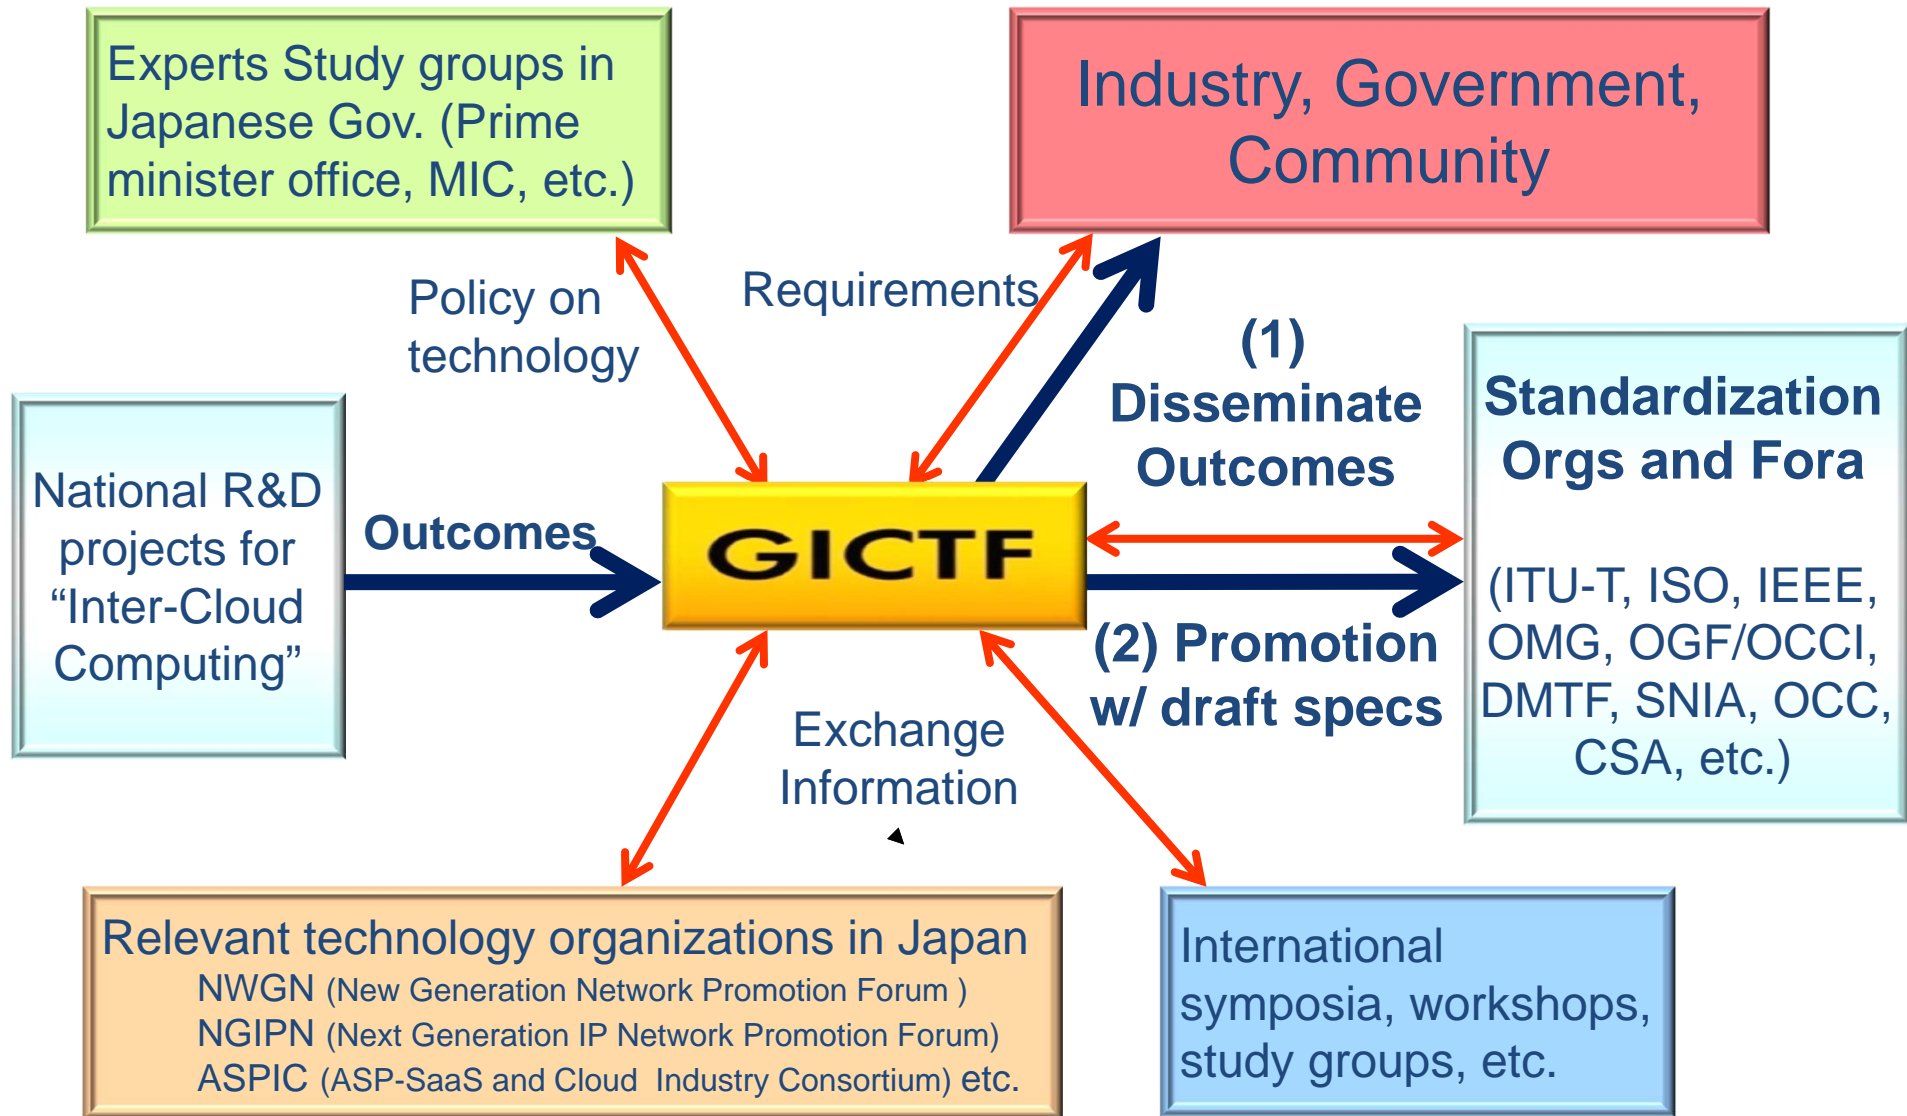 Experts Study groups in
Japanese Gov. (Prime
minister office, MIC, etc.)
Industry, Government,
Community
Policy on
technology
Requirements
(1)
Disseminate
Outcomes
National R&D
projects for
“Inter-Cloud
Computing”
Outcomes
GICTF
Standardization
Orgs and Fora
(ITU-T, ISO, IEEE,
OMG, OGF/OCCI,
DMTF, SNIA, OCC,
CSA, etc.)
(2) Promotion
w/ draft specs
Exchange
Information
Relevant technology organizations in Japan
NWGN (New Generation Network Promotion Forum )
NGIPN (Next Generation IP Network Promotion Forum)
ASPIC (ASP-SaaS and Cloud  Industry Consortium) etc.
International
symposia, workshops,
study groups, etc.